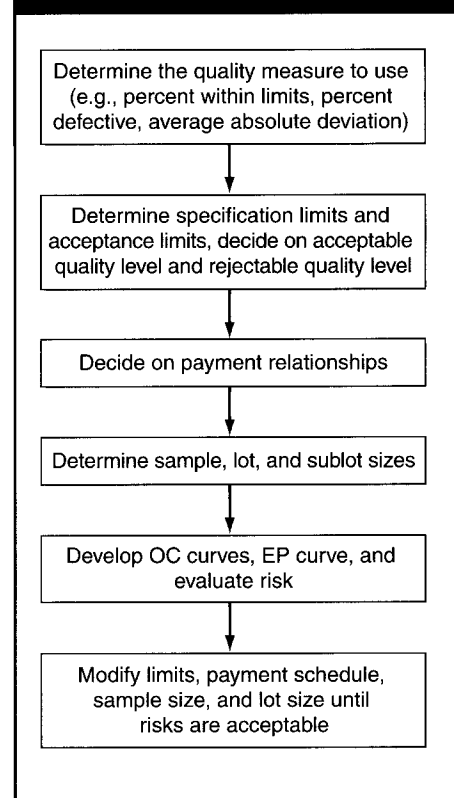 Determine the quality measure to use
(e.g., percent within limits, percent
defective, average absolute deviation)
Determine specification limits and
acceptance limits, decide on acceptable
quality level and rejectable quality level
Decide on payment relationships
Determine sample, lot, and sublot sizes
Develop OC curves, EP curve, and
evaluate risk
Modify limits, payment schedule,
sample size, and lot size until
risks are acceptable